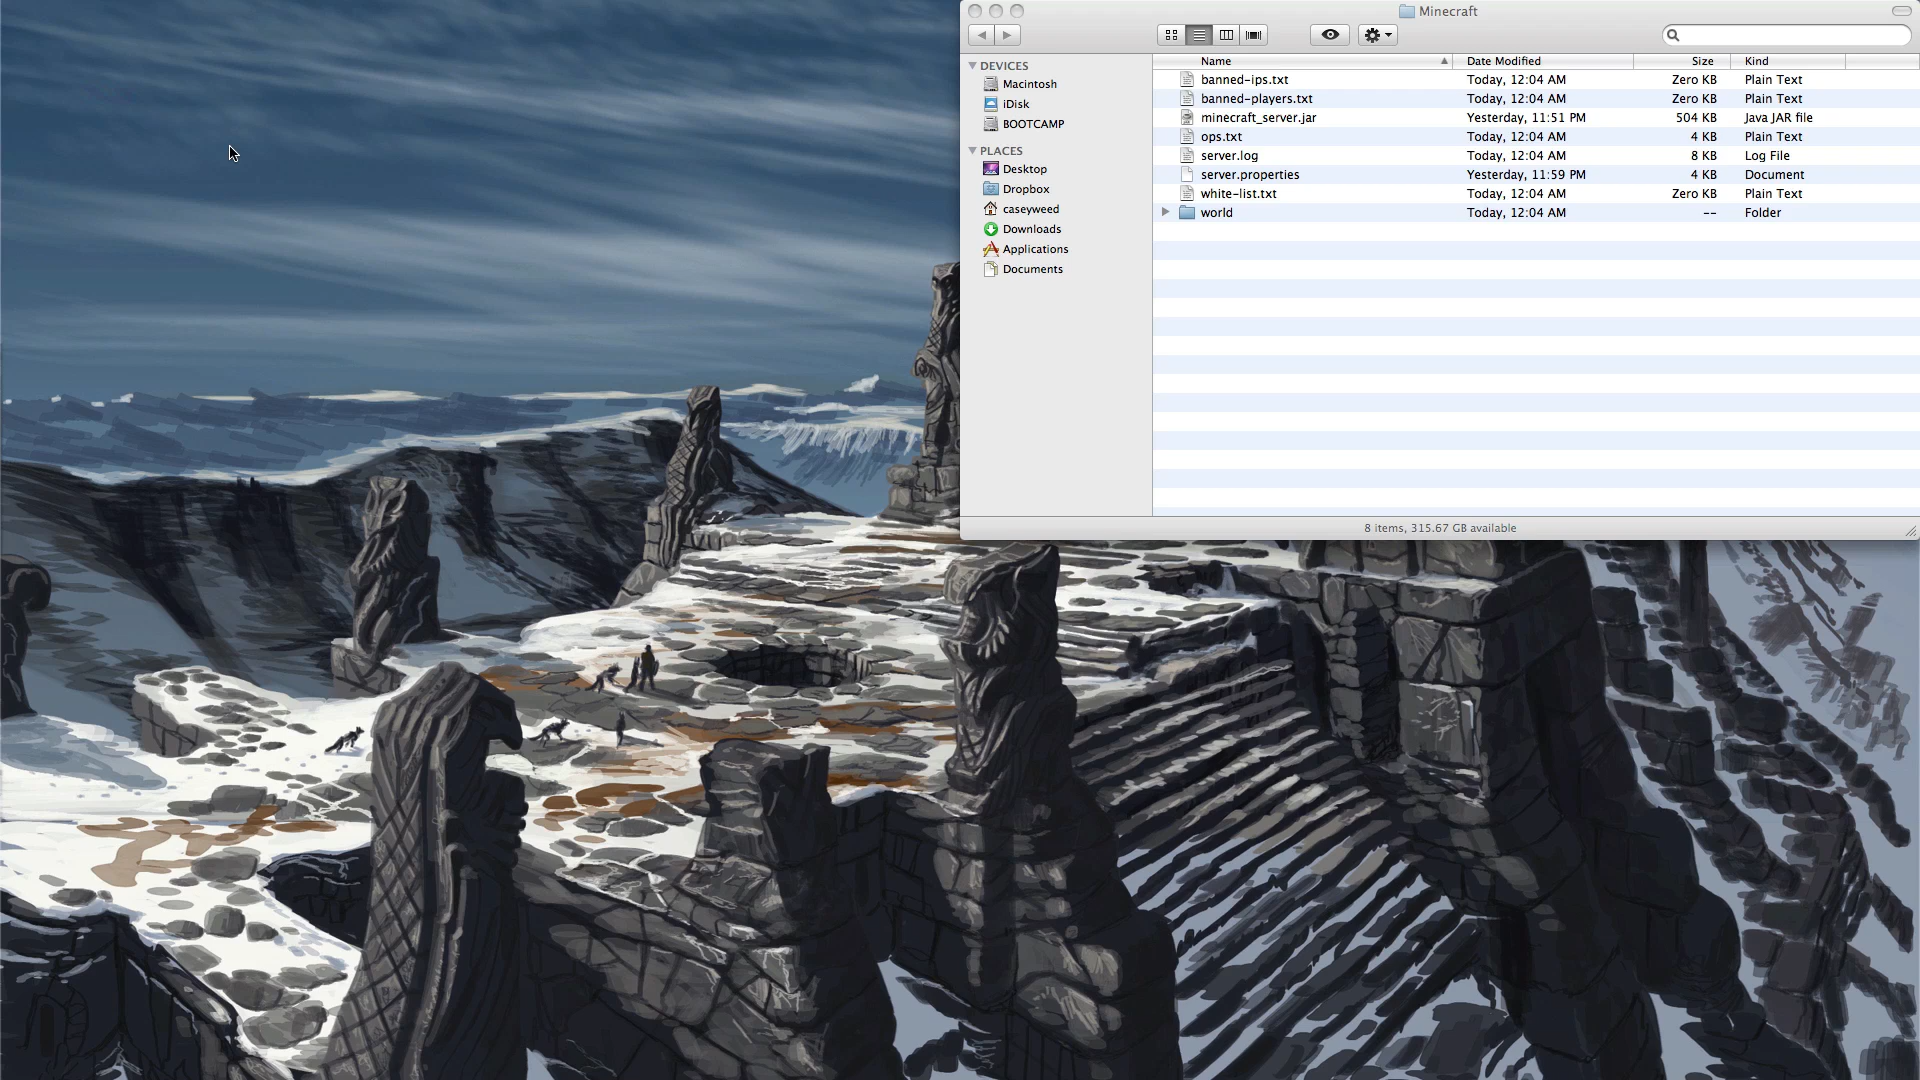 Minecraft
DEVICES
Macintosh
iDisk
BOOTCAMP
PLACES
Desktop
Dropbox
caseyweed
Downloads
Applications
Documents
Name Date Modified Size Kind
banned-ips.txt Today, 12:04 AM Zero KB Plain Text
banned-players.txt Today, 12:04 AM Zero KB Plain Text
minecraft_server.jar Yesterday, 11:51 PM 504 KB Java JAR file
ops.txt Today, 12:04 AM 4 KB Plain Text
server.log Today, 12:04 AM 8 KB Log File
server.properties Yesterday, 11:59 PM 4 KB Document
white-list.txt Today, 12:04 AM Zero KB Plain Text
world Today, 12:04 AM -- Folder
8 items, 315.67 GB available